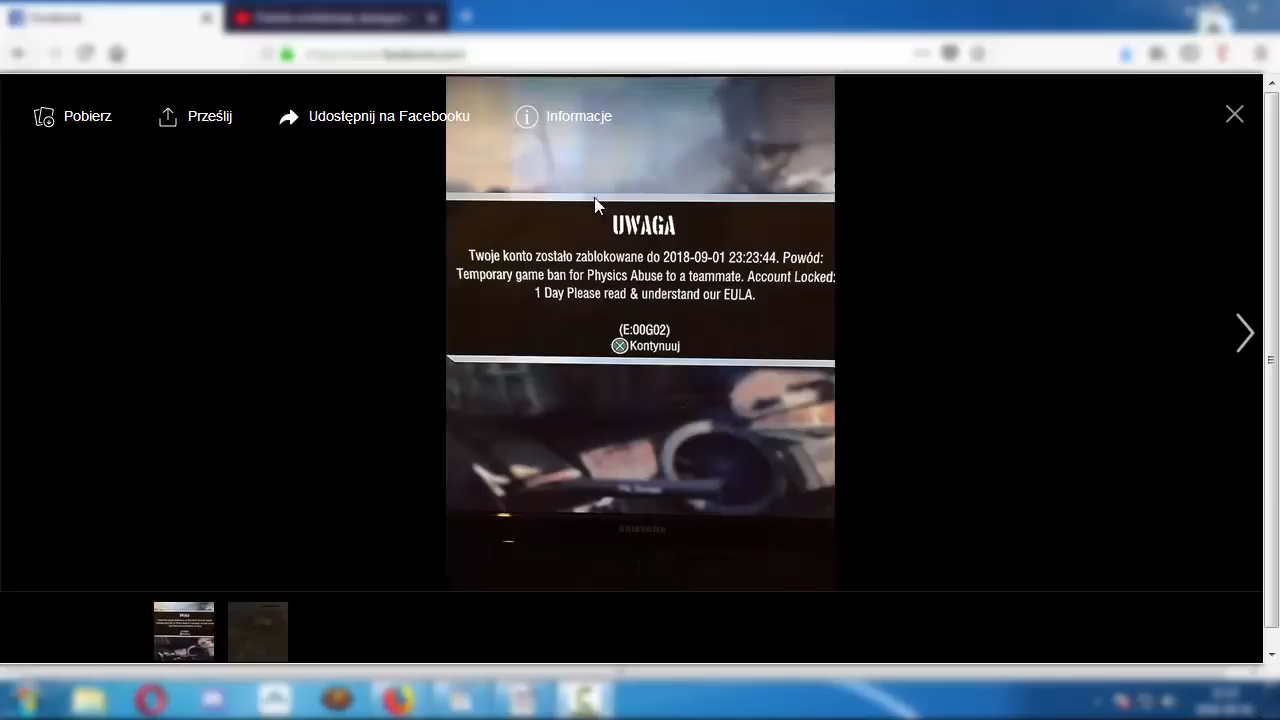 Pobierz
Prześlij
Udostępnij na Facebooku
Informacje
UWAGA
Twoje konto zostało zablokowane do 2018-09-01 23:23:44. Powód:
Temporary game ban for Physics Abuse to a teammate. Account Locked:
1 Day Please read & understand our EULA.
(E:00G02)
Kontynuuj
SAMSUNG